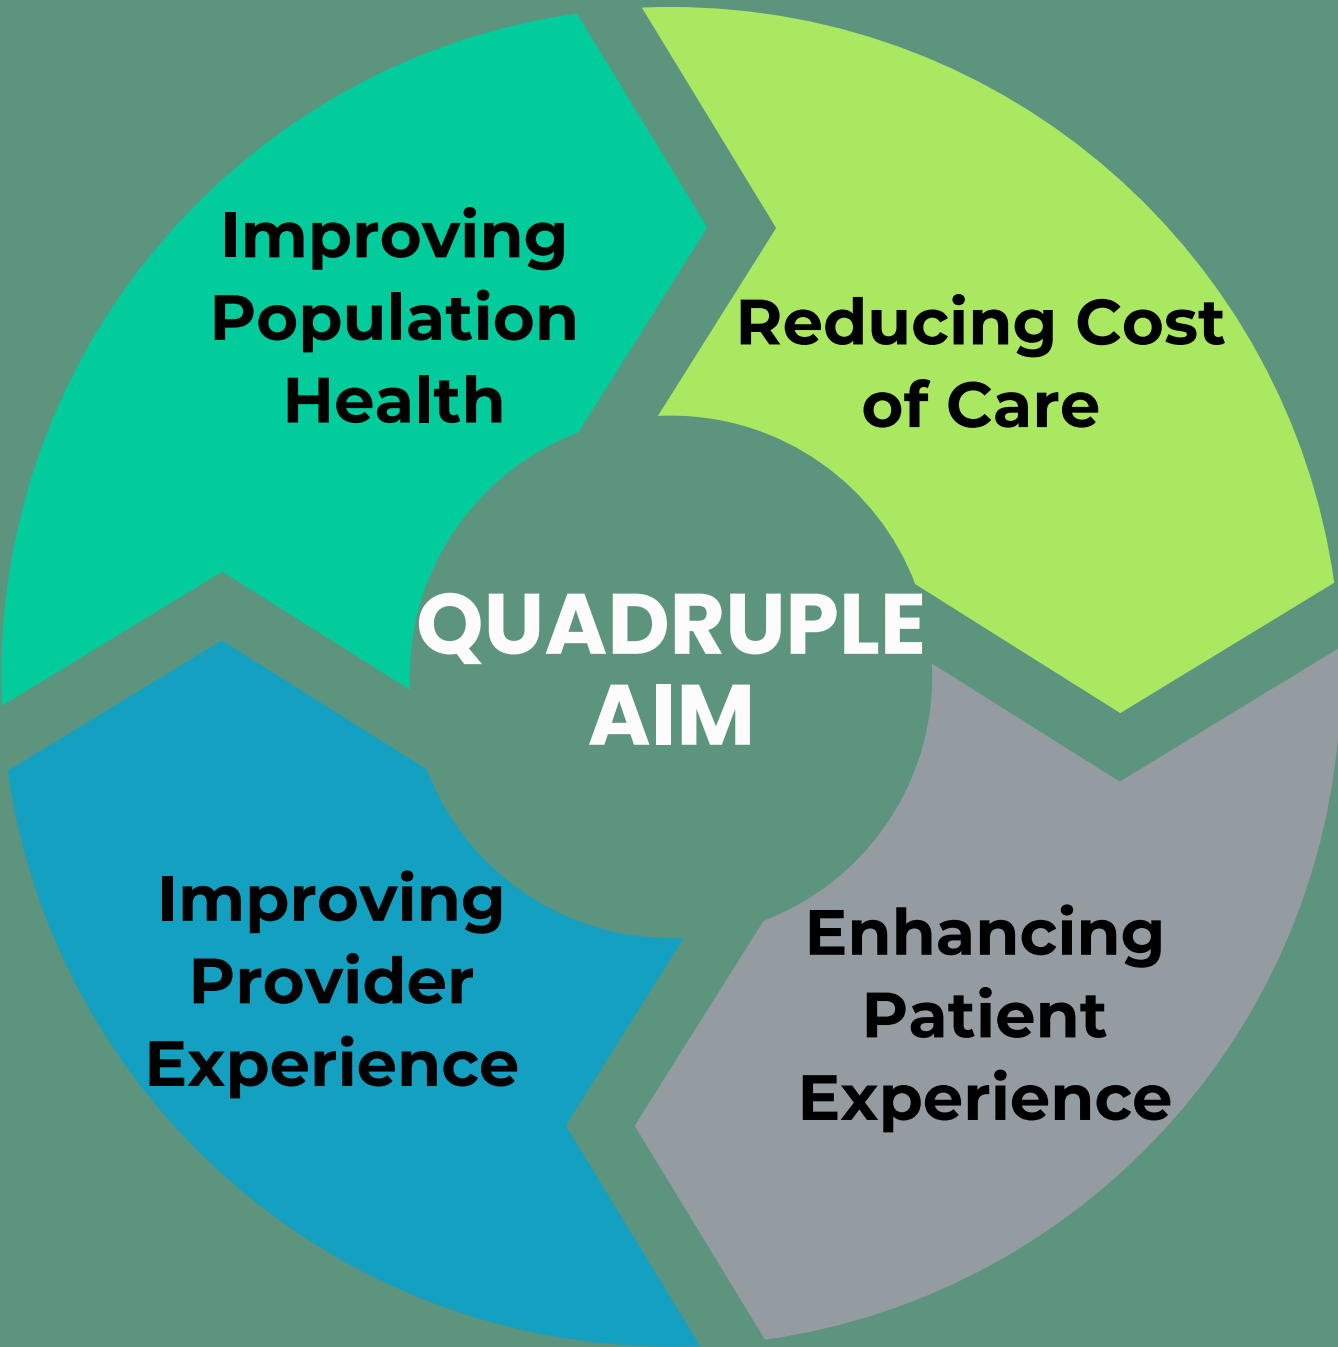 Improving
Population
Health
Reducing Cost
of Care
QUADRUPLE
AIM
Improving
Provider
Experience
Enhancing
Patient
Experience